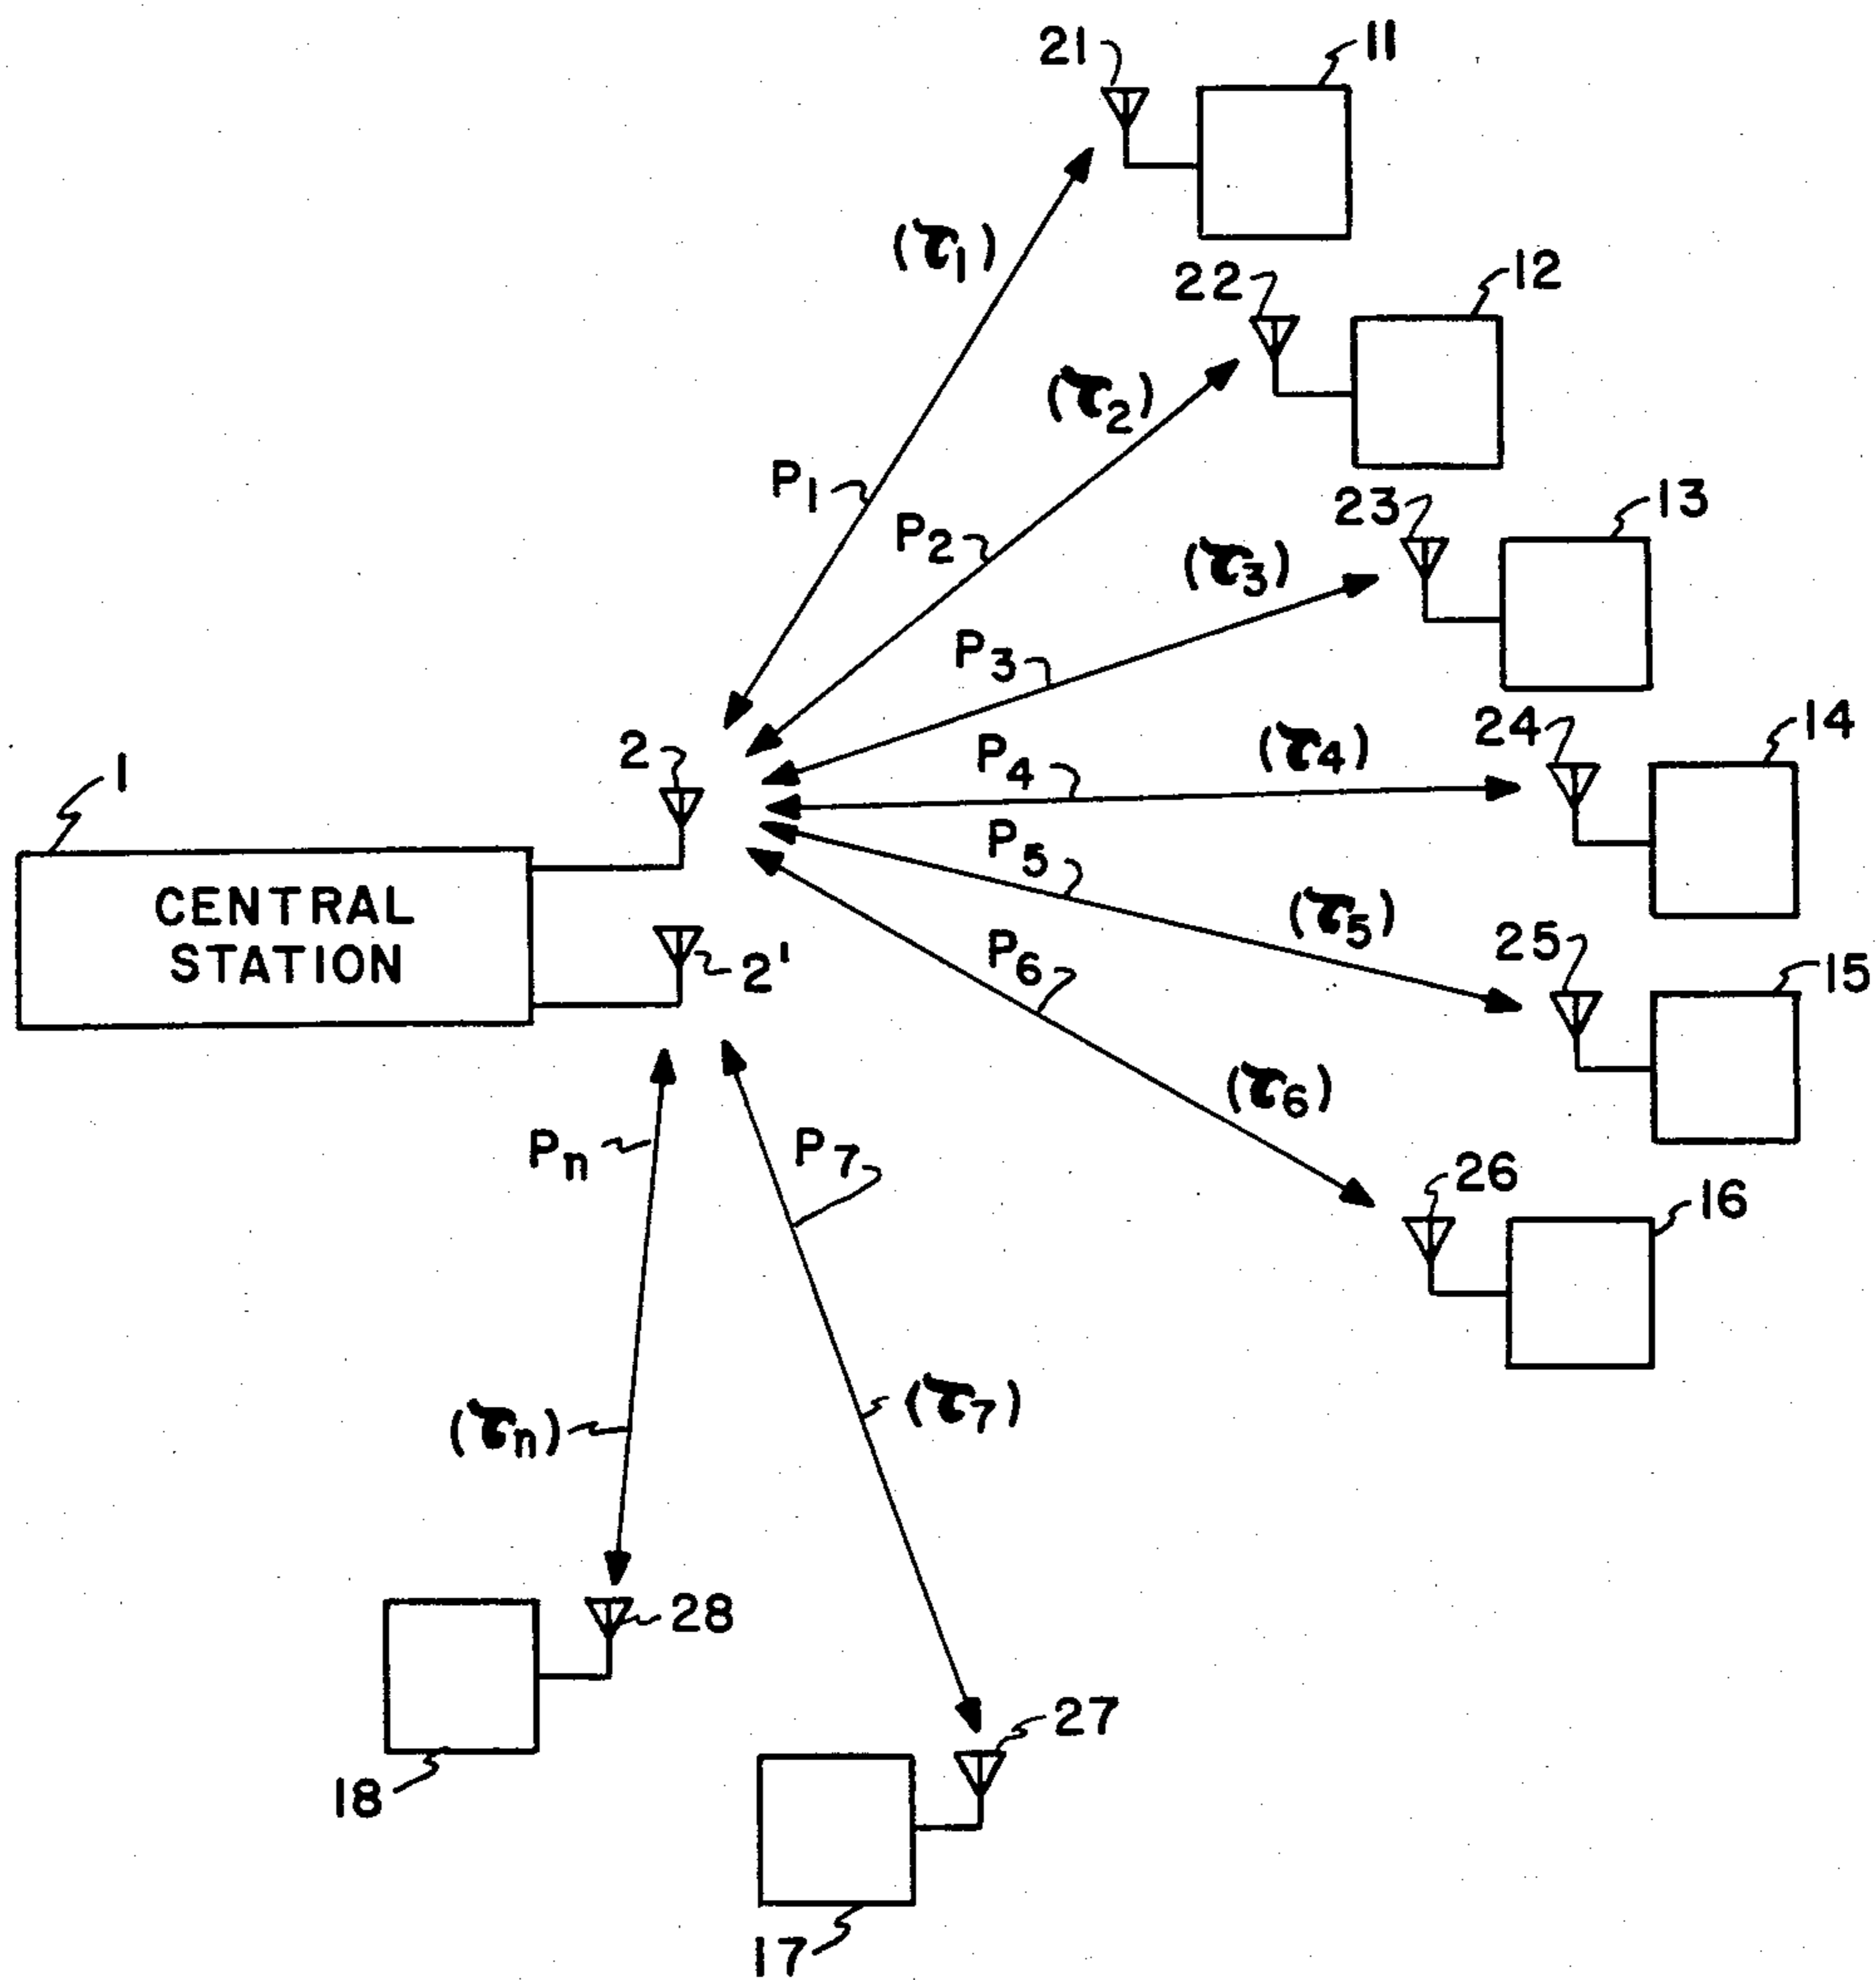 21
11
(τ1)
22
12
(τ2)
P1
23
13
P2
(τ3)
P3
24
14
2
P4
(τ4)
1
P5
CENTRAL
STATION
(τ5)
25
15
2'
P6
(τ6)
Pn
P7
26
16
(τn)
(τ7)
28
27
18
17